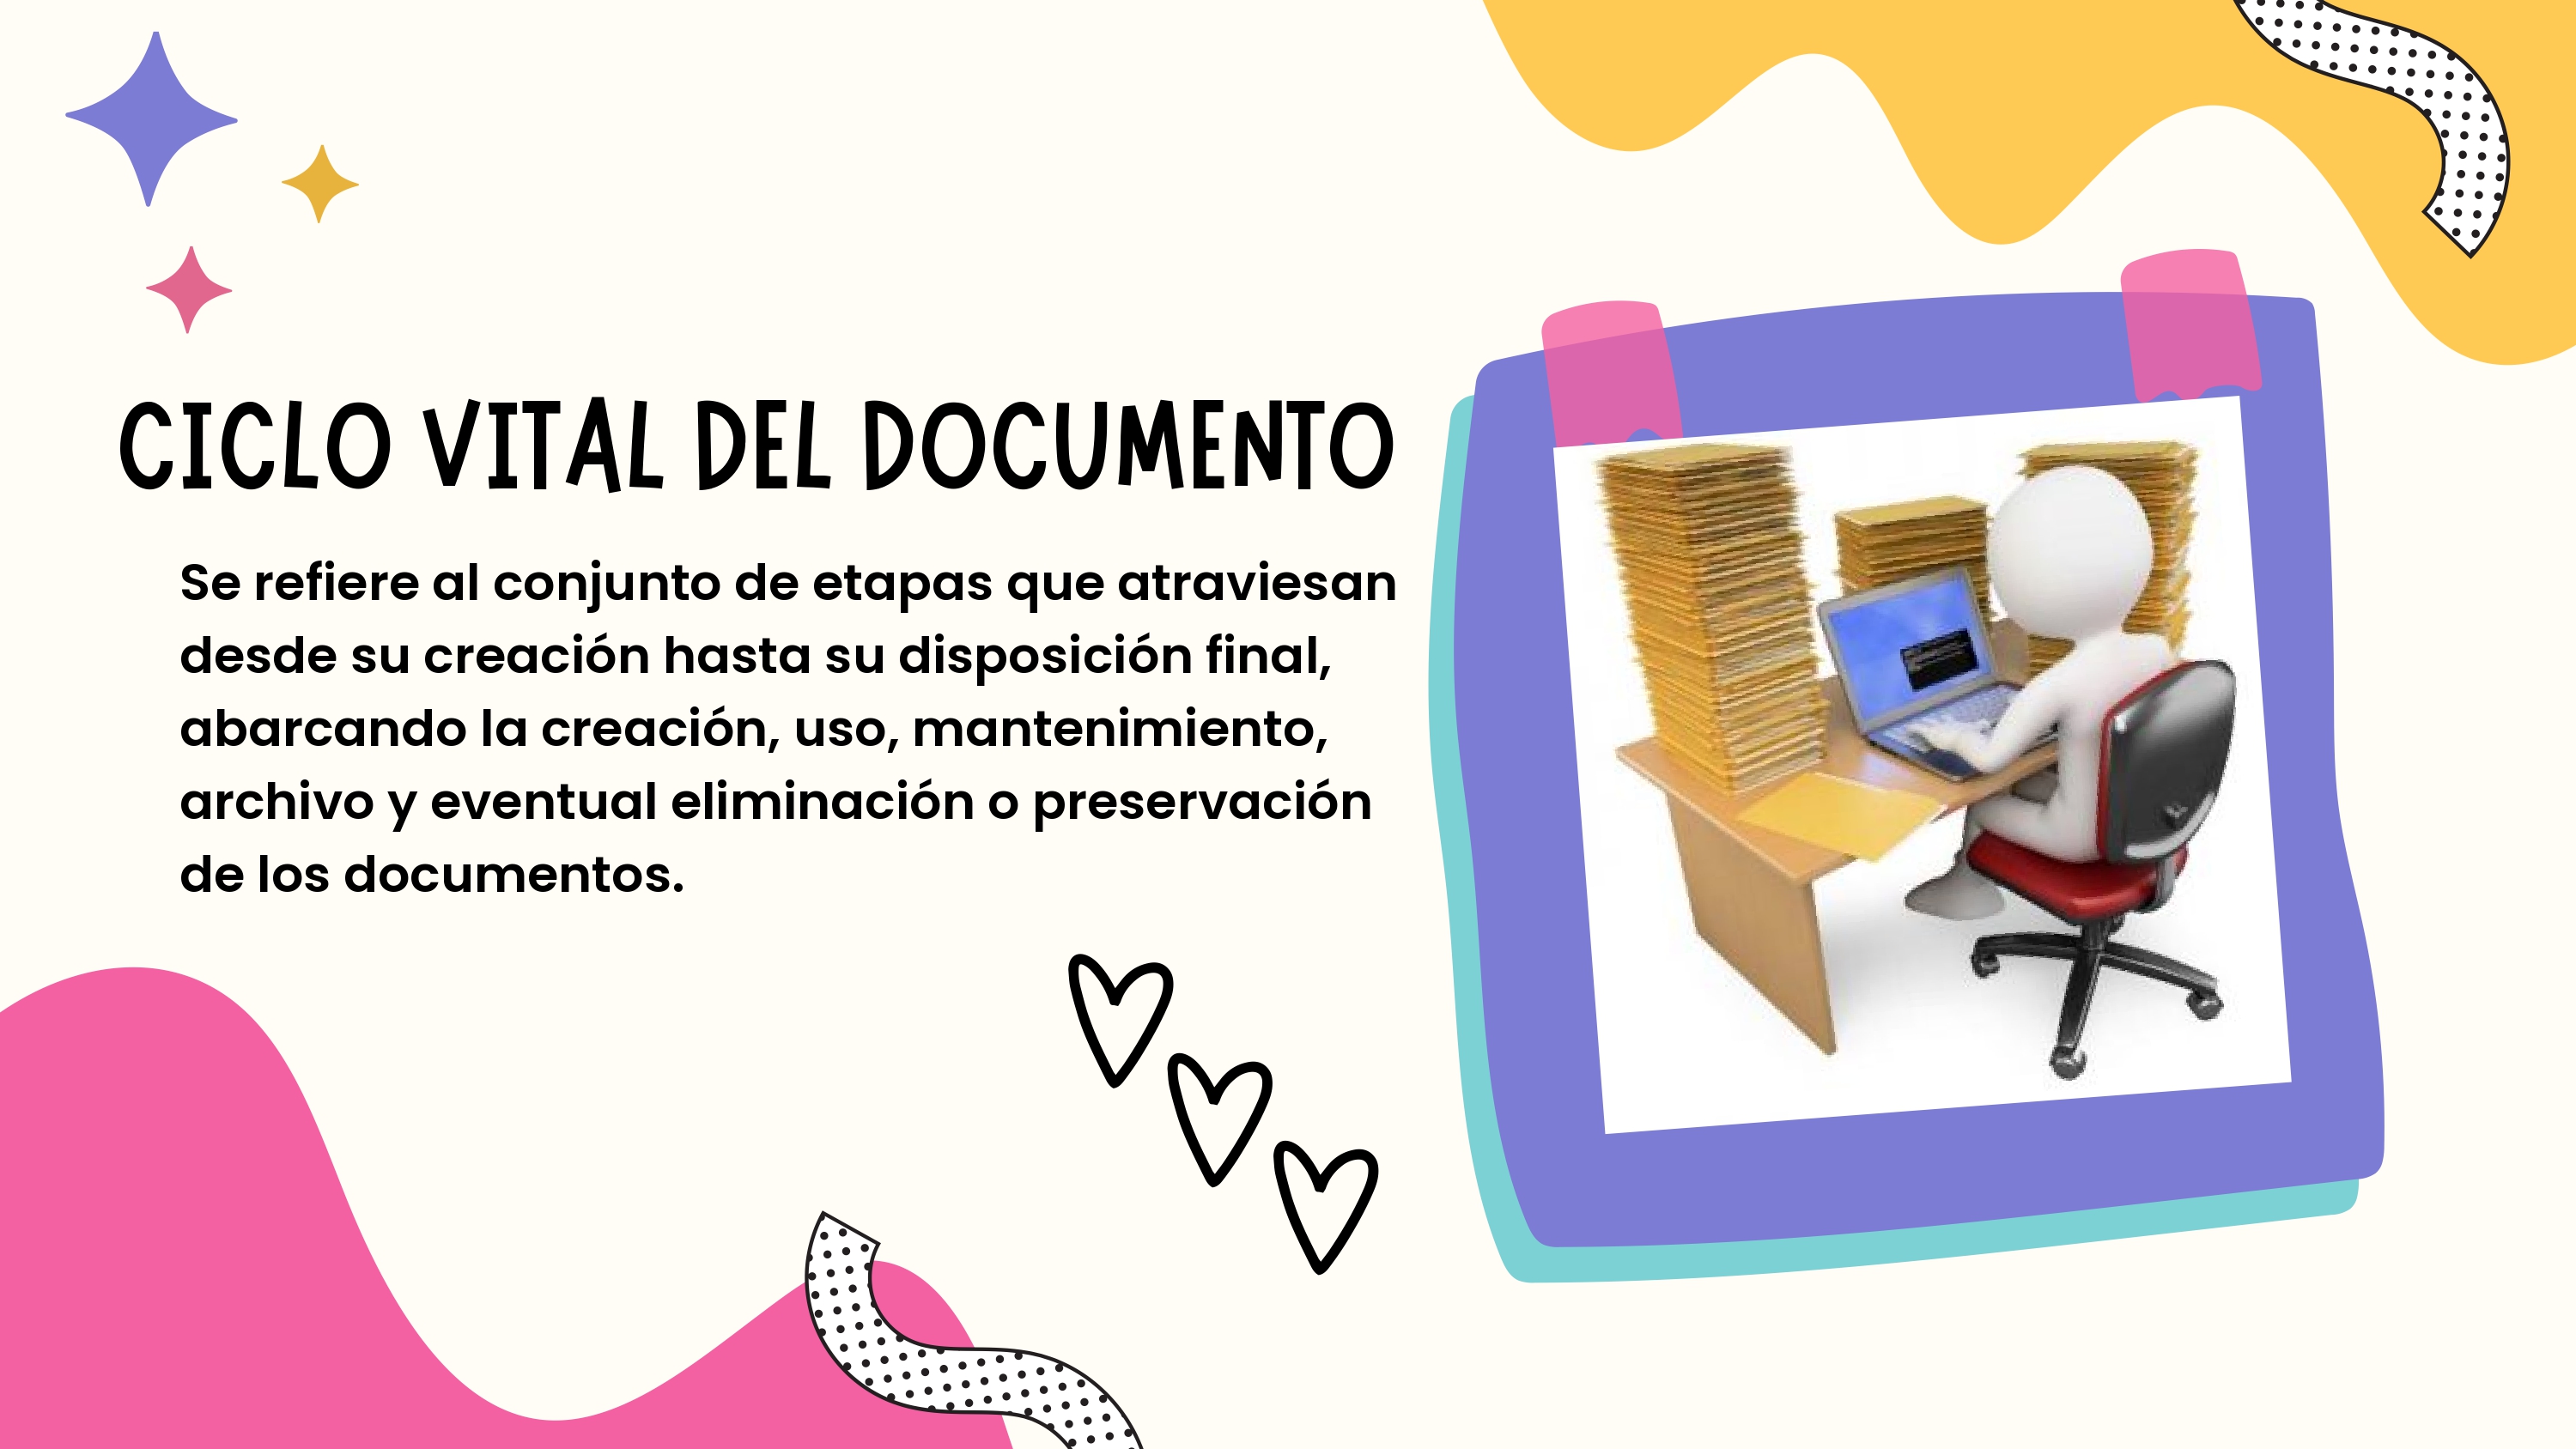 CICLO VITAL DEL DOCUMENTO
Se refiere al conjunto de etapas que atraviesan
desde su creación hasta su disposición final,
abarcando la creación, uso, mantenimiento,
archivo y eventual eliminación o preservación
de los documentos.